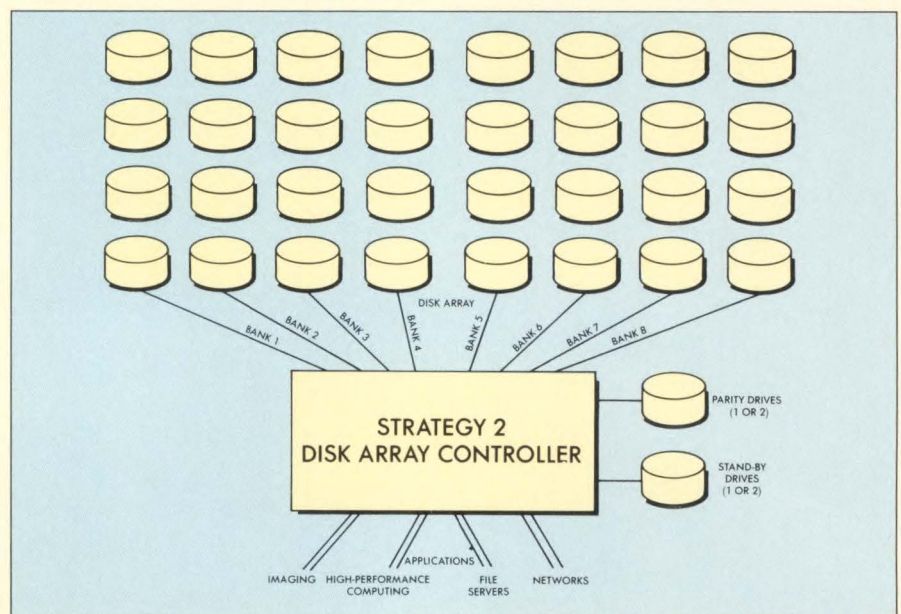 DISK ARRAY
BANK 1
BANK 2
BANK 3
BANK 4
BANK 5
BANK 6
BANK 7
BANK 8
STRATEGY 2
DISK ARRAY CONTROLLER
PARITY DRIVES
(1 OR 2)
STAND-BY
DRIVES
(1 OR 2)
APPLICATIONS
IMAGING
HIGH-PERFORMANCE
COMPUTING
FILE
SERVERS
NETWORKS